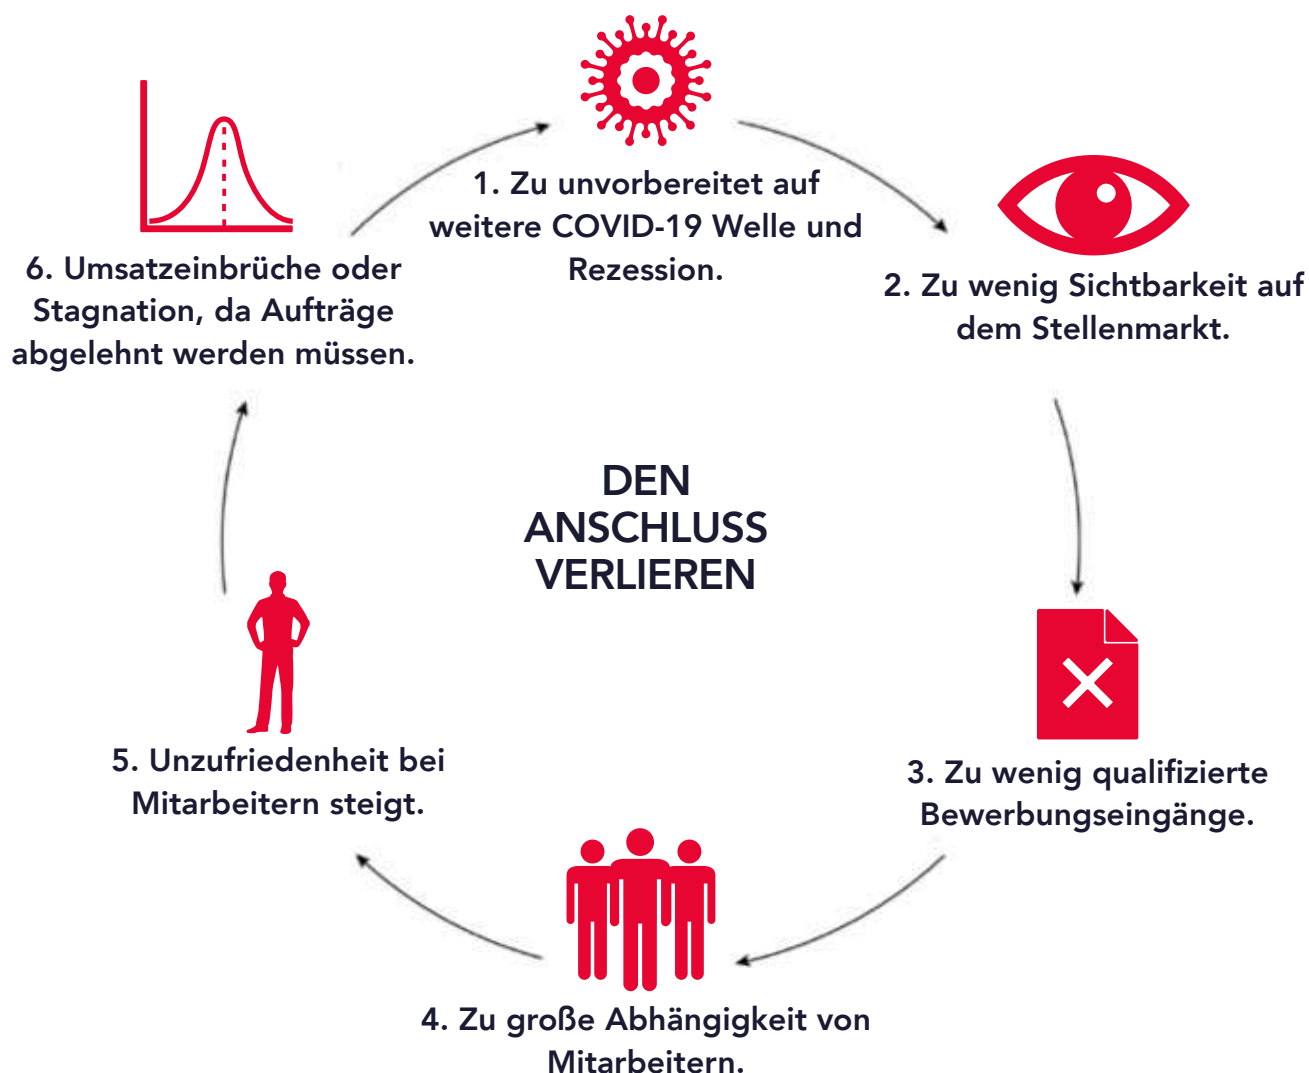 1. Zu unvorbereitet auf
weitere COVID-19 Welle und
Rezession.
2. Zu wenig Sichtbarkeit auf
dem Stellenmarkt.
3. Zu wenig qualifizierte
Bewerbungseingänge.
4. Zu große Abhängigkeit von
Mitarbeitern.
5. Unzufriedenheit bei
Mitarbeitern steigt.
6. Umsatzeinbrüche oder
Stagnation, da Aufträge
abgelehnt werden müssen.
DEN
ANSCHLUSS
VERLIEREN